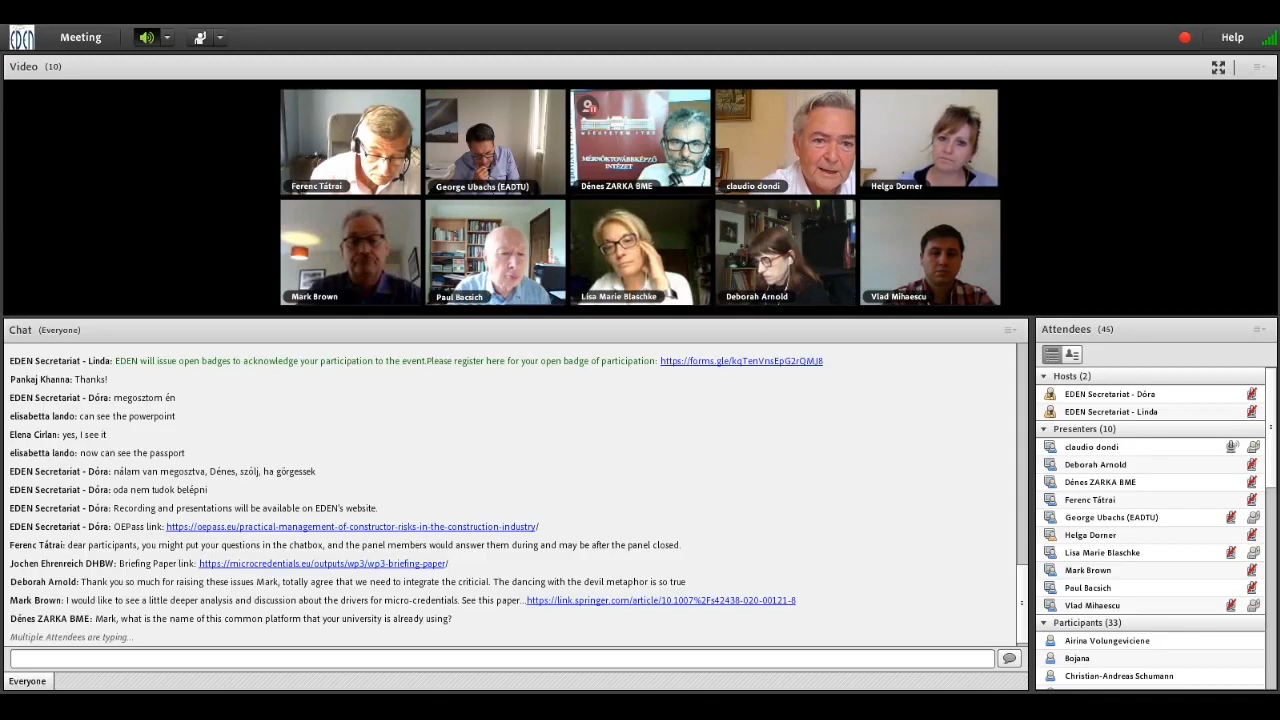 EDEN
Meeting
Help
Video (10)
Ferenc Tátrai
George Ubachs (EADTU)
MÉRNÖKTOVÁBBKÉPZŐ
INTÉZET
Dénes ZARKA BME
claudio dondi
Helga Dorner
Mark Brown
Paul Bacsich
Lisa Marie Blaschke
Deborah Arnold
Vlad Mihaescu
Chat (Everyone)
EDEN Secretariat - Linda: EDEN will issue open badges to acknowledge your participation to the event.Please register here for your open badge of participation: https://forms.gle/kqTenVnsEpG2rQMJ8
Pankaj Khanna: Thanks!
EDEN Secretariat - Dóra: megosztom én
elisabetta lando: can see the powerpoint
Elena Cirlan: yes, I see it
elisabetta lando: now can see the passport
EDEN Secretariat - Dóra: nálam van megosztva, Dénes, szólj, ha görgessek
EDEN Secretariat - Dóra: oda nem tudok belépni
EDEN Secretariat - Dóra: Recording and presentations will be available on EDEN's website.
EDEN Secretariat - Dóra: OEPass link: https://oepass.eu/practical-management-of-constructor-risks-in-the-construction-industry/
Ferenc Tátrai: dear participants, you might put your questions in the chatbox, and the panel members would answer them during and may be after the panel closed.
Jochen Ehrenreich DHBW: Briefing Paper link: https://microcredentials.eu/outputs/wp3/wp3-briefing-paper/
Deborah Arnold: Thank you so much for raising these issues Mark, totally agree that we need to integrate the criticial. The dancing with the devil metaphor is so true
Mark Brown: I would like to see a little deeper analysis and discussion about the drivers for micro-credentials. See this paper...https://link.springer.com/article/10.1007%2Fs42438-020-00121-8
Dénes ZARKA BME: Mark, what is the name of this common platform that your university is already using?
Multiple Attendees are typing...
Everyone
Attendees (45)
Hosts (2)
EDEN Secretariat - Dóra
EDEN Secretariat - Linda
Presenters (10)
claudio dondi
Deborah Arnold
Dénes ZARKA BME
Ferenc Tátrai
George Ubachs (EADTU)
Helga Dorner
Lisa Marie Blaschke
Mark Brown
Paul Bacsich
Vlad Mihaescu
Participants (33)
Airina Volungeviciene
Bojana
Christian-Andreas Schumann